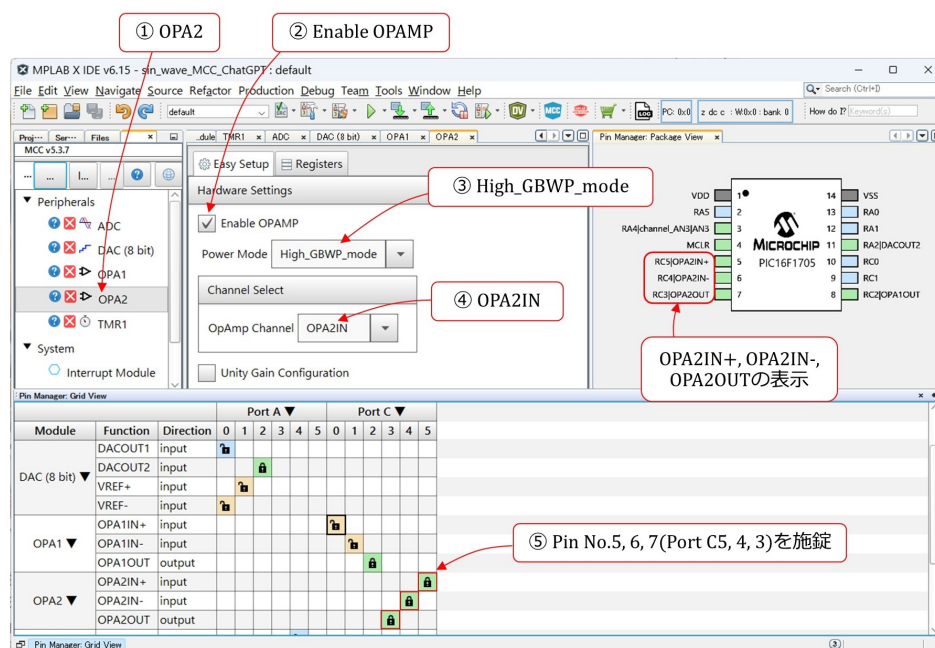 ① OPA2
② Enable OPAMP
MPLAB X IDE v6.15 - sin_wave_MCC_ChatGPT : default
File Edit View Navigate Source Refactor Production Debug Team Tools Window Help
Search (Ctrl+I)
default
PC: 0x0
z dc c : W:0x0 : bank 0
How do I?
(Keyword(s)
Proj··· Ser··· Files
..dule TMR1 × ADC × DAC (8 bit) × OPA1 × OPA2 ×
Pin Manager: Package View ×
MCC v5.3.7
... ... I... ...
Easy Setup Registers
Hardware Settings
③ High_GBWP_mode
Peripherals
ADC
DAC (8 bit)
OPA1
OPA2
TMR1
System
Interrupt Module
Enable OPAMP
Power Mode High_GBWP_mode
Channel Select
④ OPA2IN
OpAmp Channel OPA2IN
Unity Gain Configuration
VDD 1 14 VSS
RA5 2 13 RA0
RA4|channel_AN3|AN3 3 12 RA1
MCLR 4 MICROCHIP 11 RA2|DACOUT2
RC5|OPA2IN+ 5 PIC16F1705 10 RC0
RC4|OPA2IN- 6 9 RC1
RC3|OPA2OUT 7 8 RC2|OPA1OUT
OPA2IN+, OPA2IN-,
OPA2OUTの表示
Pin Manager: Grid View
Port A▼ Port C▼
Module Function Direction 0 1 2 3 4 5 0 1 2 3 4 5
DAC (8 bit) ▼
DACOUT1 input
DACOUT2 input
VREF+ input
VREF- input
OPA1 ▼
OPA1IN+ input
OPA1IN- input
OPA1OUT output
⑤ Pin No.5, 6, 7(Port C5, 4, 3)を施錠
OPA2 ▼
OPA2IN+ input
OPA2IN- input
OPA2OUT output
Pin Manager: Grid View
3